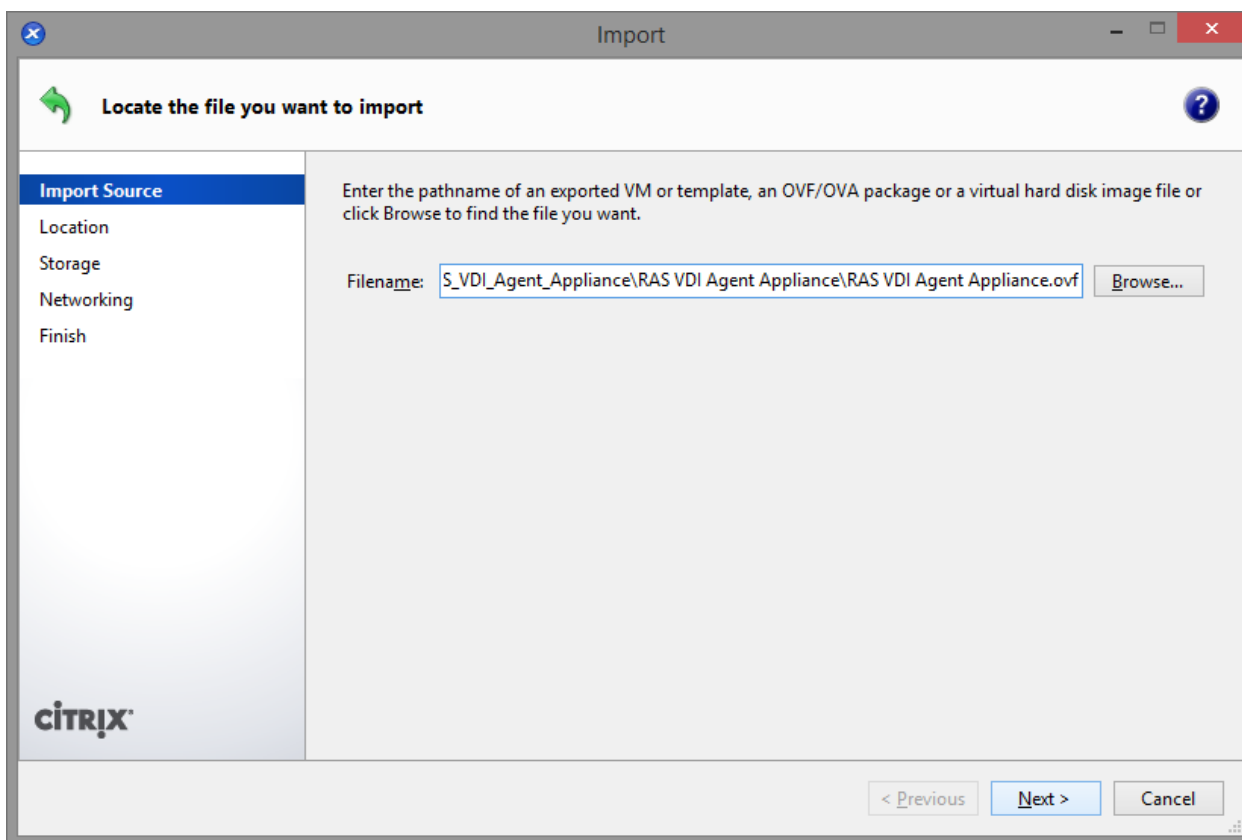 Import
Locate the file you want to import
Import Source
Location
Storage
Networking
Finish
Enter the pathname of an exported VM or template, an OVF/OVA package or a virtual hard disk image file or
click Browse to find the file you want.
Filename: S_VDI_Agent_Appliance\RAS VDI Agent Appliance\RAS VDI Agent Appliance.ovf Browse...
CİTRIX
< Previous Next > Cancel